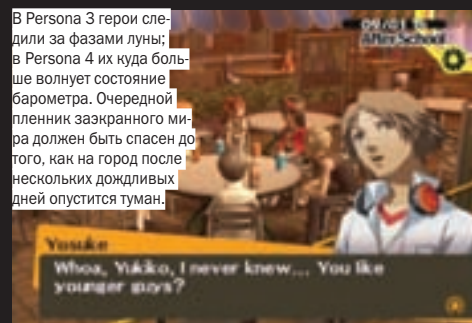 В Persona 3 герои сле-
дили за фазами луны;
в Persona 4 их куда боль-
ше волнует состояние
барометра. Очередной
пленник заэкранного ми-
ра должен быть спасен до
того, как на город после
нескольких дождливых
дней опустится туман.
After School
Yosuke
Whoa, Yukiko, I never knew... You like
younger guys?